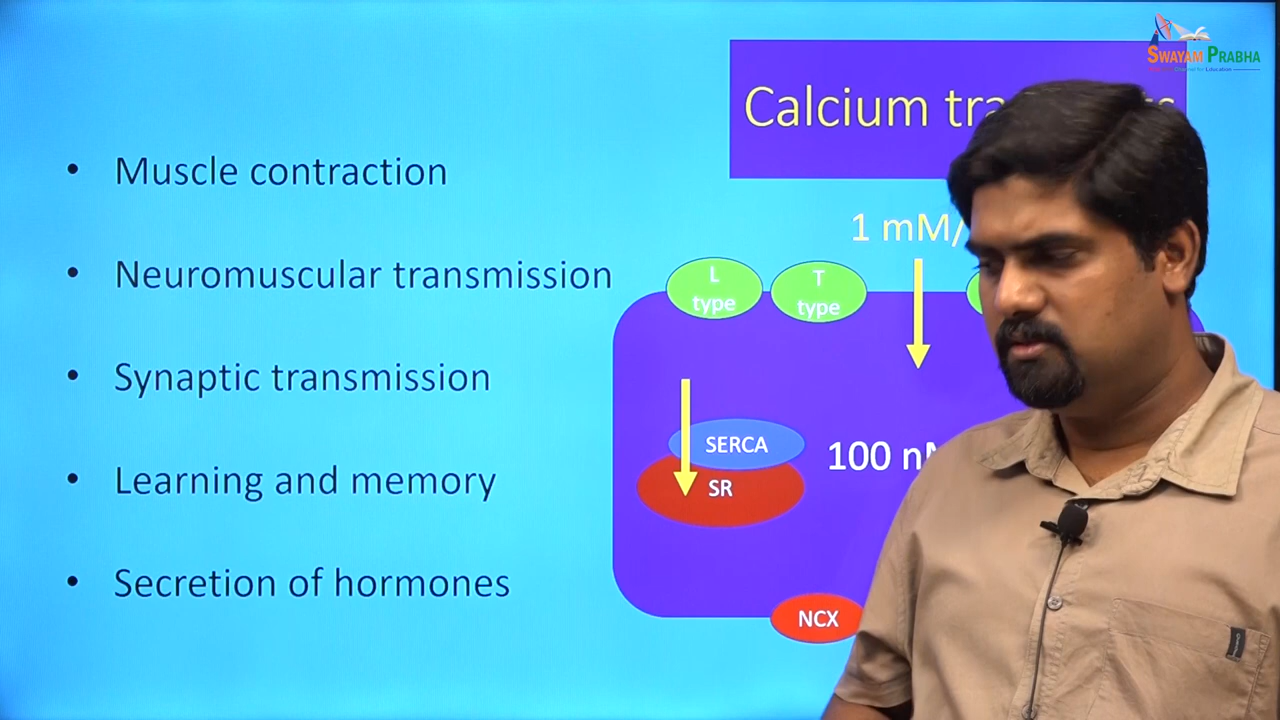 SWAYAM PRABHA
Calcium
• Muscle contraction
• Neuromuscular transmission
• Synaptic transmission
• Learning and memory
• Secretion of hormones
1 mM/
L
type
T
type
SERCA
SR
100
NCX